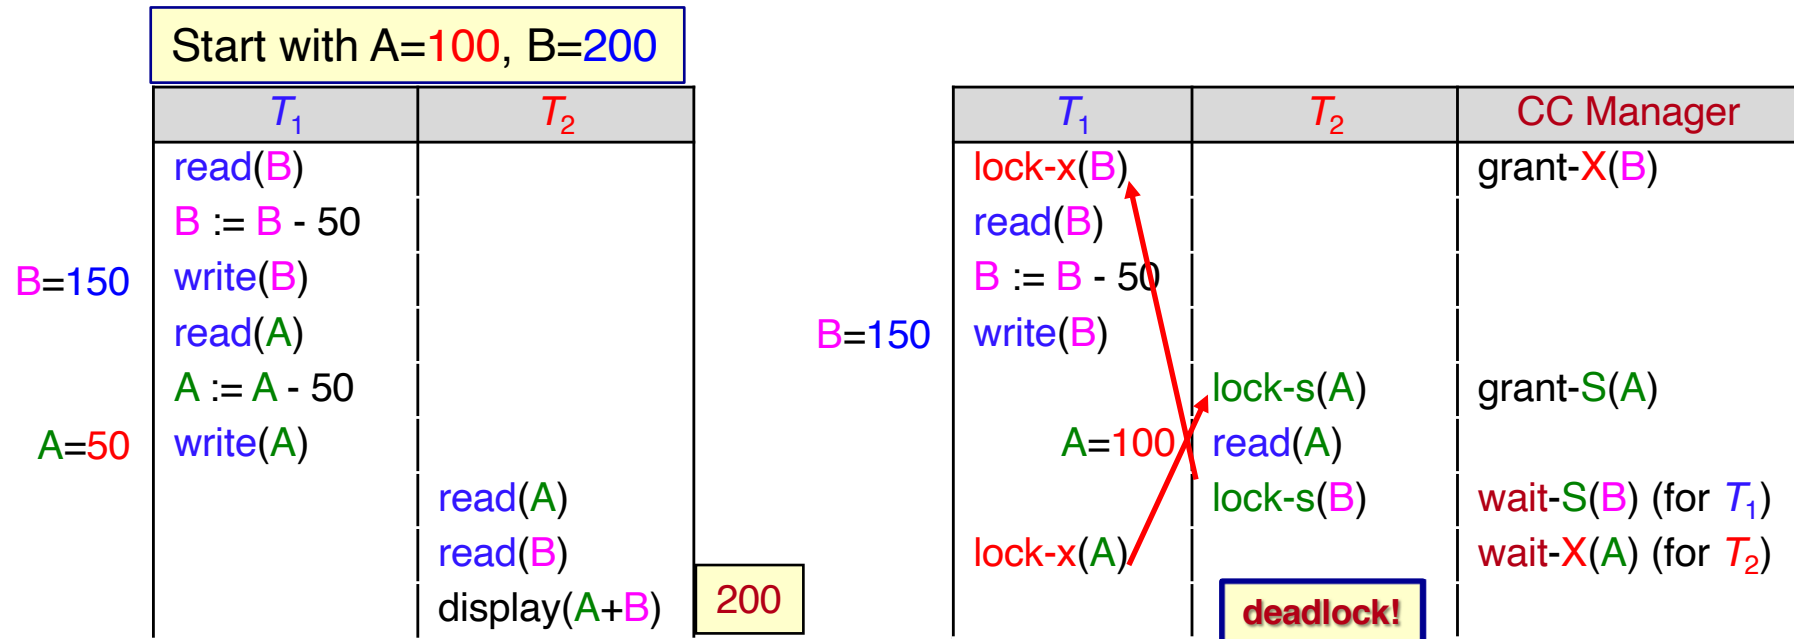 Start with A=100, B=200
T1 T2
read(B)
B := B - 50
B=150 write(B)
read(A)
A := A - 50
A=50 write(A)
read(A)
read(B)
display(A+B) 200
T1 T2 CC Manager
lock-x(B) grant-X(B)
read(B)
B := B - 50
B=150 write(B)
lock-s(A) grant-S(A)
A=100 read(A)
lock-s(B) wait-S(B) (for T1)
lock-x(A) wait-X(A) (for T2)
deadlock!